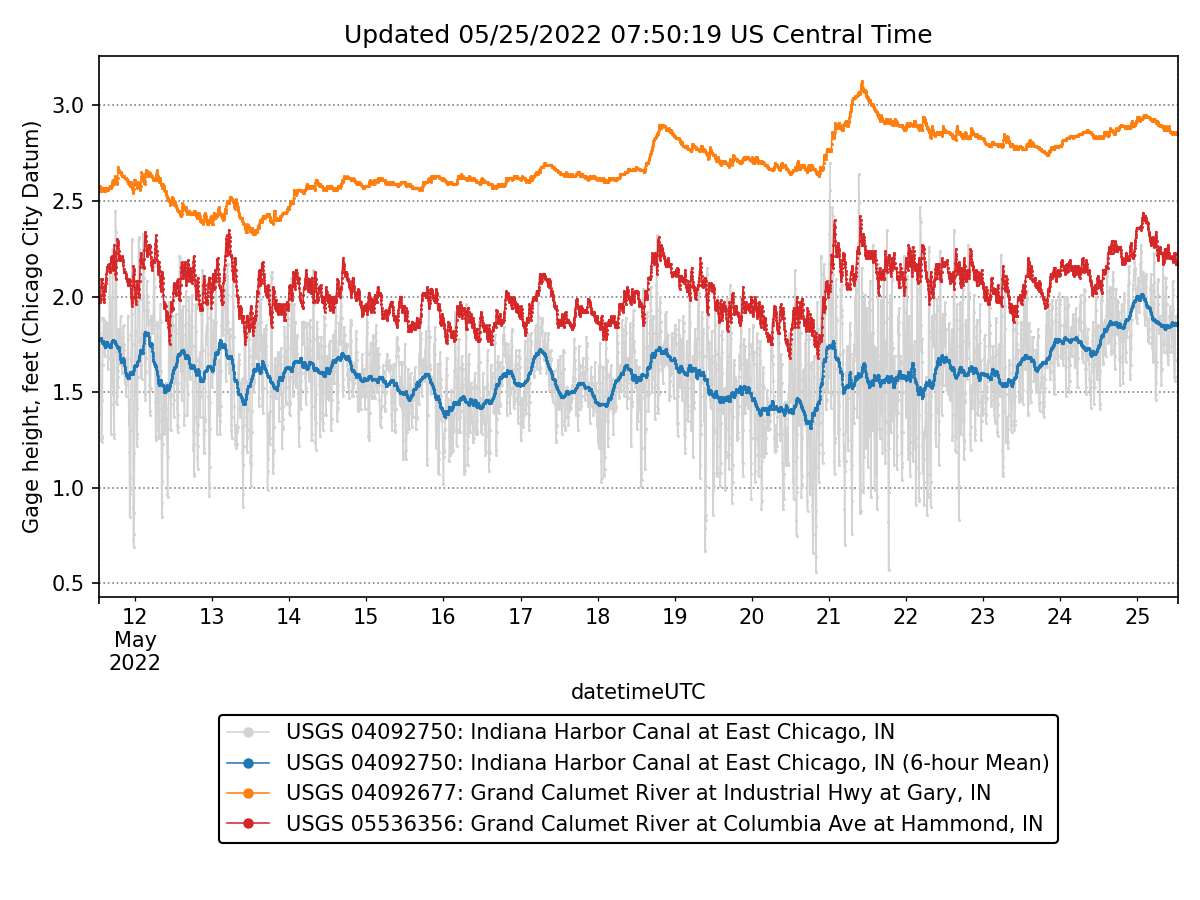 Updated 05/25/2022 07:50:19 US Central Time
Gage height, feet (Chicago City Datum)
3.0
2.5
2.0
1.5
1.0
0.5
12 13 14 15 16 17 18 19 20 21 22 23 24 25
May
2022
datetimeUTC
USGS 04092750: Indiana Harbor Canal at East Chicago, IN
USGS 04092750: Indiana Harbor Canal at East Chicago, IN (6-hour Mean)
USGS 04092677: Grand Calumet River at Industrial Hwy at Gary, IN
USGS 05536356: Grand Calumet River at Columbia Ave at Hammond, IN